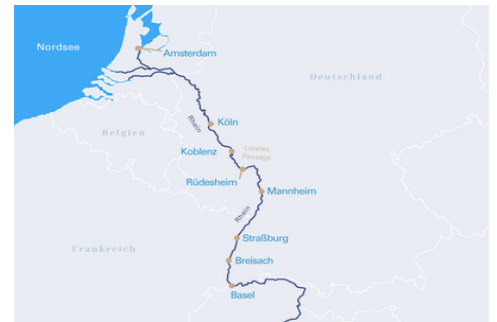 Nordsee
Amsterdam
Deutschland
Rhein
Köln
Belgien
Koblenz
Loreley
Passage
Rüdesheim
Mannheim
Rhein
Straßburg
Frankreich
Breisach
Basel